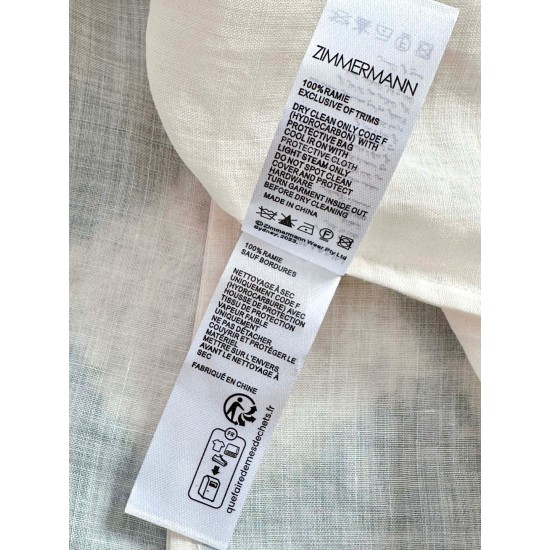 ZIMMERMANN
100% RAMIE
EXCLUSIVE OF TRIMS
DRY CLEAN ONLY CODE F
(HYDROCARBON) WITH
PROTECTIVE BAG
COOL IRON WITH
PROTECTIVE CLOTH
LIGHT STEAM ONLY
DO NOT SPOT CLEAN
COVER AND PROTECT
HARDWARE
TURN GARMENT INSIDE OUT
BEFORE DRY CLEANING
MADE IN CHINA
©Zimmermann Wear Pty Ltd
Sydney, 2022.
100% RAMIE
SAUF BORDURES
NETTOYAGE À SEC
UNIQUEMENT CODE F
(HYDROCARBURE) AVEC
HOUSSE DE PROTECTION
TISSU DE PROTECTION
VAPEUR FAIBLE
UNIQUEMENT
NE PAS DÉTACHER
COUVRIR ET PROTÉGER LE
MATÉRIEL
METTRE SUR L'ENVERS
AVANT LE NETTOYAGE À
SEC
FABRIQUÉ EN CHINE
FR
quefairedemesdechets.fr